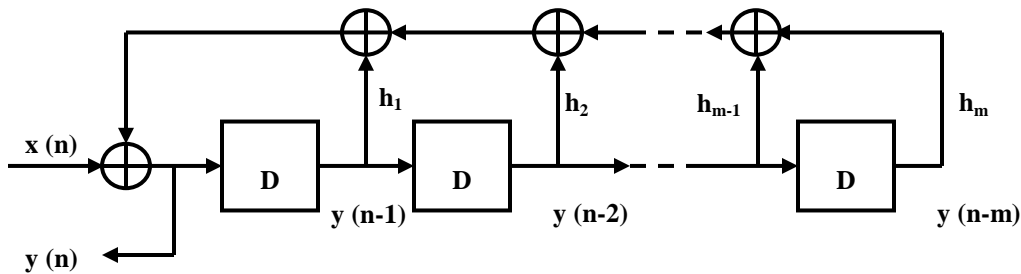 h₁
h₂
hₘ₋₁
hₘ
x (n)
D
D
D
y (n-1)
y (n-2)
y (n-m)
y (n)